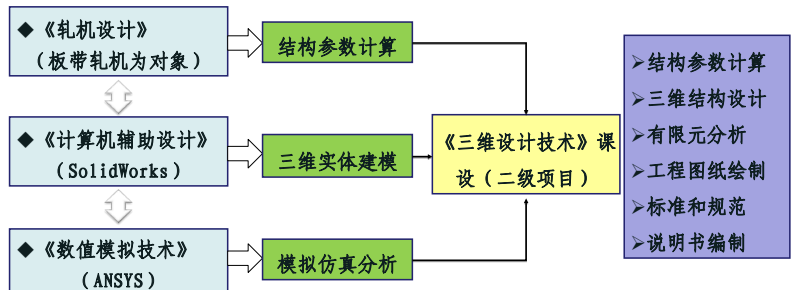 ◆《轧机设计》
（板带轧机为对象）
结构参数计算
◆《计算机辅助设计》
（SolidWorks）
三维实体建模
◆《数值模拟技术》
（ANSYS）
模拟仿真分析
《三维设计技术》课
设（二级项目）
➢结构参数计算
➢三维结构设计
➢有限元分析
➢工程图纸绘制
➢标准和规范
➢说明书编制